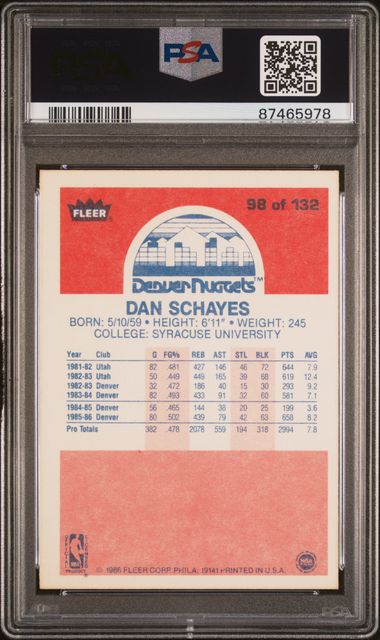 PSA
87465978
FLEER
98 of 132
Denver Nuggets™
DAN SCHAYES
BORN: 5/10/59 • HEIGHT: 6'11" • WEIGHT: 245
COLLEGE: SYRACUSE UNIVERSITY
Year Club G FG% REB AST STL BLK PTS AVG
1981-82 Utah 82 .481 427 146 46 72 644 7.9
1982-83 Utah 50 .449 449 165 39 68 619 12.4
1982-83 Denver 32 .472 186 40 15 30 293 9.2
1983-84 Denver 82 .493 433 91 32 60 581 7.1
1984-85 Denver 56 .465 144 38 20 25 199 3.6
1985-86 Denver 80 .502 439 79 42 63 658 8.2
Pro Totals 382 .478 2078 559 194 318 2994 7.8
OFFICIAL LICENSED
NBA
PRODUCT
© 1986 FLEER CORP. PHILA. 19141 PRINTED IN U.S.A.